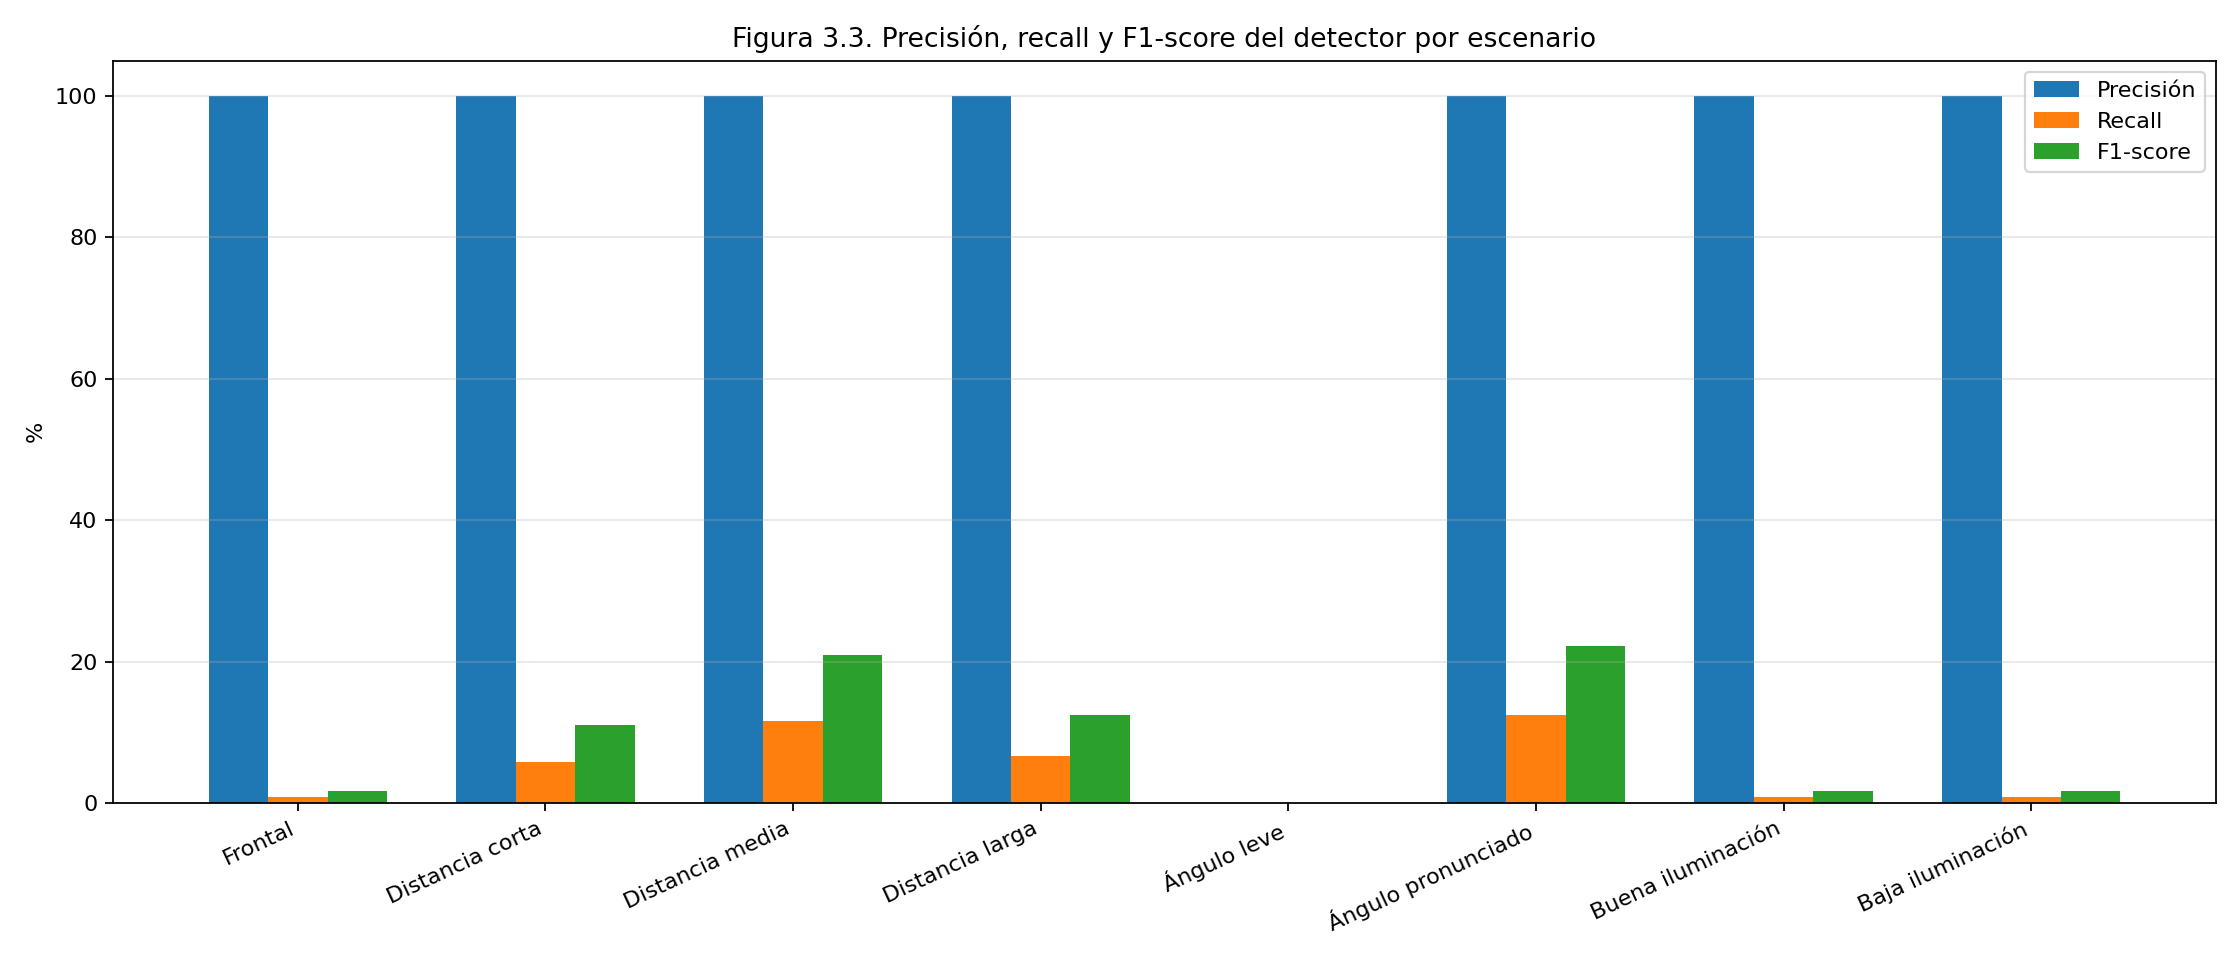 Figura 3.3. Precisión, recall y F1-score del detector por escenario
Precisión
Recall
F1-score
100
80
60
40
20
0
%
Frontal
Distancia corta
Distancia media
Distancia larga
Ángulo leve
Ángulo pronunciado
Buena iluminación
Baja iluminación